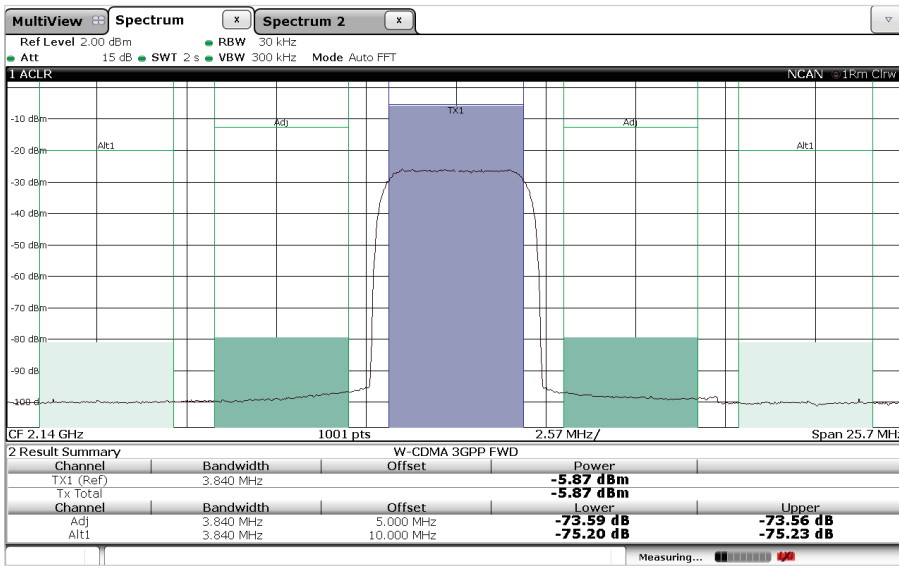 MultiView Spectrum x Spectrum 2 x
Ref Level 2.00 dBm RBW 30 kHz
Att 15 dB SWT 2 s VBW 300 kHz Mode Auto FFT
1 ACLR NCAN 1Rm Clrw
TX1
-10 dBm
Adj Adj
Alt1 Alt1
-20 dBm
-30 dBm
-40 dBm
-50 dBm
-60 dBm
-70 dBm
-80 dBm
-90 dB
-100 d
CF 2.14 GHz 1001 pts 2.57 MHz/ Span 25.7 MHz
2 Result Summary W-CDMA 3GPP FWD
Channel Bandwidth Offset Power
TX1 (Ref) 3.840 MHz -5.87 dBm
Tx Total -5.87 dBm
Channel Bandwidth Offset Lower Upper
Adj 3.840 MHz 5.000 MHz -73.59 dB -73.56 dB
Alt1 3.840 MHz 10.000 MHz -75.20 dB -75.23 dB
Measuring...